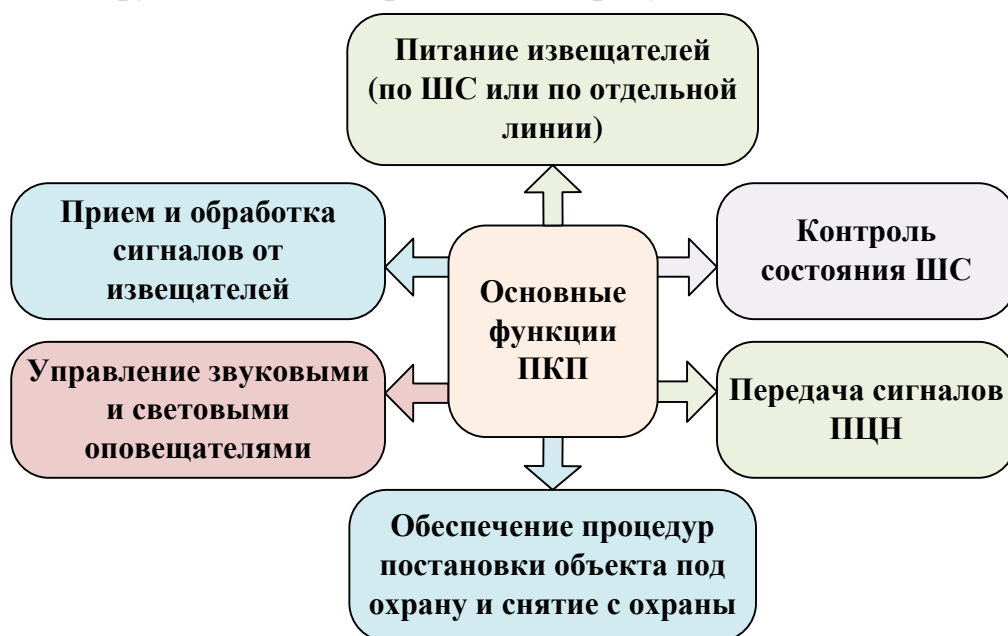 Питание извещателей
(по ШС или по отдельной
линии)
Прием и обработка
сигналов от
извещателей
Контроль
состояния ШС
Основные
функции
ПКП
Управление звуковыми
и световыми
оповещателями
Передача сигналов
ПЦН
Обеспечение процедур
постановки объекта под
охрану и снятие с охраны